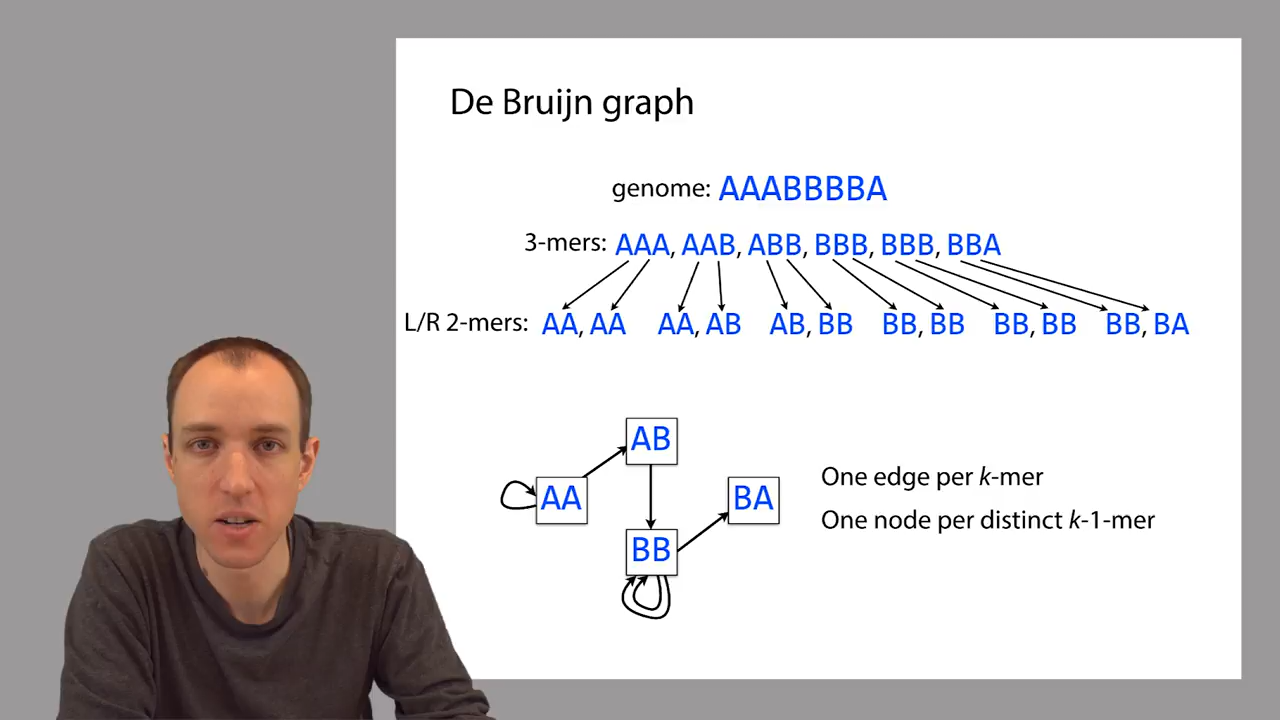 De Bruijn graph
genome: AAABBBBA
3-mers: AAA, AAB, ABB, BBB, BBB, BBA
L/R 2-mers: AA, AA AA, AB AB, BB BB, BB BB, BB BB, BA
AB
AA
BA
BB
One edge per k-mer
One node per distinct k-1-mer